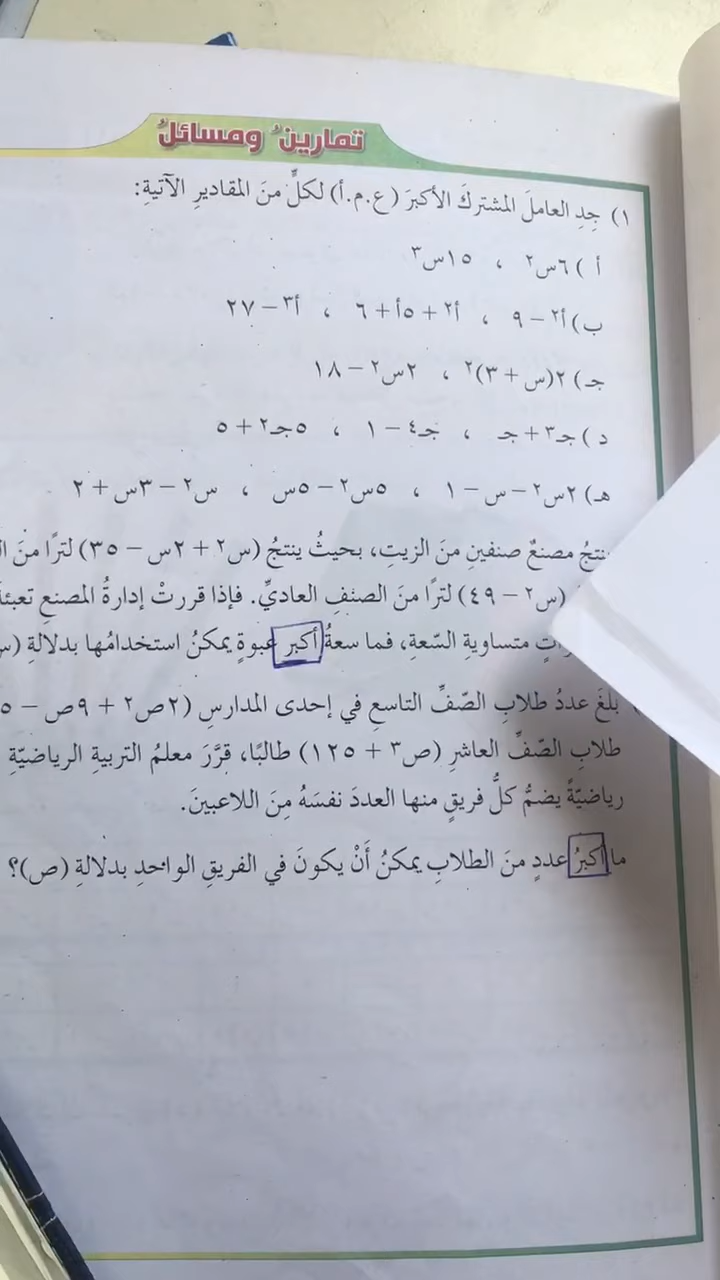 تمارينُ ومسائلُ
١) جِدِ العاملَ المشتركَ الأكبرَ (ع.م.أ) لكلٍّ منَ المقاديرِ الآتيةِ:
أ ) ٦س٢ ، ١٥س٣
ب) أ٢ – ٩ ، أ٢ + ٥أ + ٦ ، أ٣ – ٢٧
جـ) ٢(س + ٣)٢ ، ٢س٢ – ١٨
د ) جـ٣ + جـ ، جـ٤ – ١ ، ٥جـ٢ + ٥
هـ) ٢س٢ – س – ١ ، ٥س٢ – ٥س ، س٢ – ٣س + ٢
مصنعٌ صنفينِ منَ الزيتِ، بحيثُ ينتجُ (س٢ + ٢س – ٣٥) لترًا منَ
(س٢ – ٤٩) لترًا منَ الصنفِ العاديِّ. فإذا قررتْ إدارةُ المصنعِ
متساويةِ السّعةِ، فما سعةُ أكبرِ عبوةٍ يمكنُ استخدامُها بدلالةِ (س
بلغَ عددُ طلابِ الصّفِّ التاسعِ في إحدى المدارسِ (٢ص٢ + ٩ص – ٥
طلابِ الصّفِّ العاشرِ (ص٣ + ١٢٥) طالبًا، قرَّرَ معلمُ التربيةِ الرياضيّةِ
رياضيّةً يضمُّ كلُّ فريقٍ منها العددَ نفسَهُ مِنَ اللاعبينَ.
ما أكبرُ عددٍ منَ الطلابِ يمكنُ أَنْ يكونَ في الفريقِ الواحدِ بدلالةِ (ص)؟